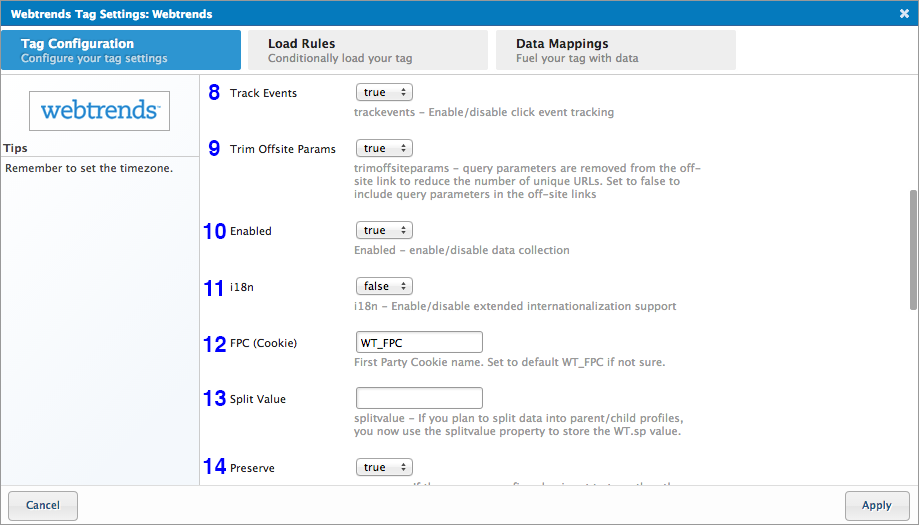 Webtrends Tag Settings: Webtrends
Tag Configuration
Configure your tag settings
Load Rules
Conditionally load your tag
Data Mappings
Fuel your tag with data
webtrends
Tips
Remember to set the timezone.
8 Track Events true
trackevents – Enable/disable click event tracking
9 Trim Offsite Params true
trimoffsiteparams – query parameters are removed from the off-
site link to reduce the number of unique URLs. Set to false to
include query parameters in the off-site links
10 Enabled true
Enabled – enable/disable data collection
11 i18n false
i18n – Enable/disable extended internationalization support
12 FPC (Cookie) WT_FPC
First Party Cookie name. Set to default WT_FPC if not sure.
13 Split Value
splitvalue – If you plan to split data into parent/child profiles,
you now use the splitvalue property to store the WT.sp value.
14 Preserve true
Cancel
Apply